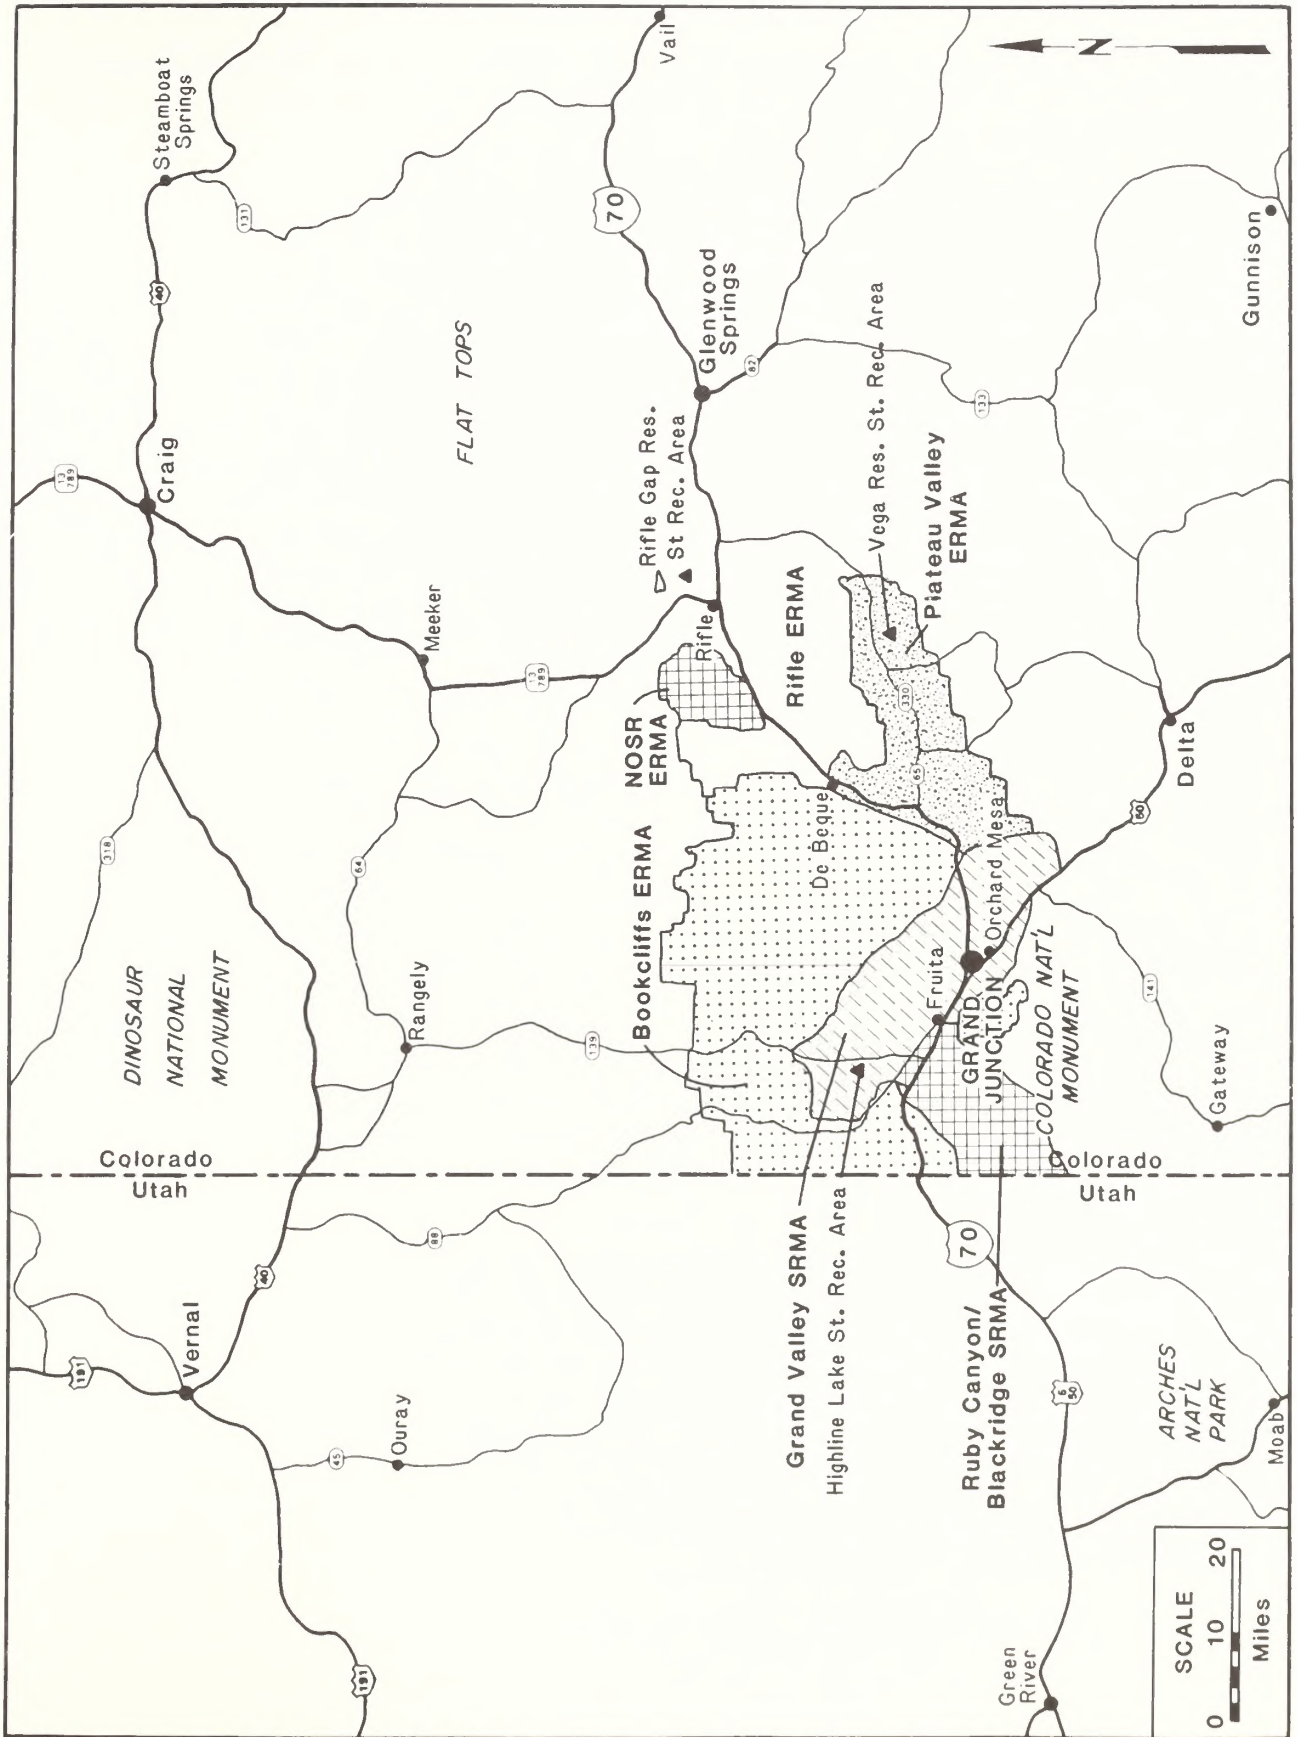 191
Vernal
40
191
45
Ouray
88
Colorado
Utah
DINOSAUR
NATIONAL
MONUMENT
318
Rangely
64
139
13
789
Craig
40
Steamboat
Springs
131
Meeker
13
789
FLAT TOPS
Rifle Gap Res.
St Rec. Area
Rifle
70
Vail
Glenwood
Springs
82
133
NOSR
ERMA
Bookcliffs ERMA
Rifle ERMA
De Beque
Vega Res. St. Rec. Area
Plateau Valley
ERMA
330
65
Orchard Mesa
Fruita
GRAND
JUNCTION
COLORADO NAT'L
MONUMENT
Grand Valley SRMA
Highline Lake St. Rec. Area
Ruby Canyon/
Blackridge SRMA
70
Colorado
Utah
6
50
Green
River
ARCHES
NAT'L
PARK
Moab
141
Gateway
50
Delta
Gunnison
N
SCALE
0 10 20
Miles